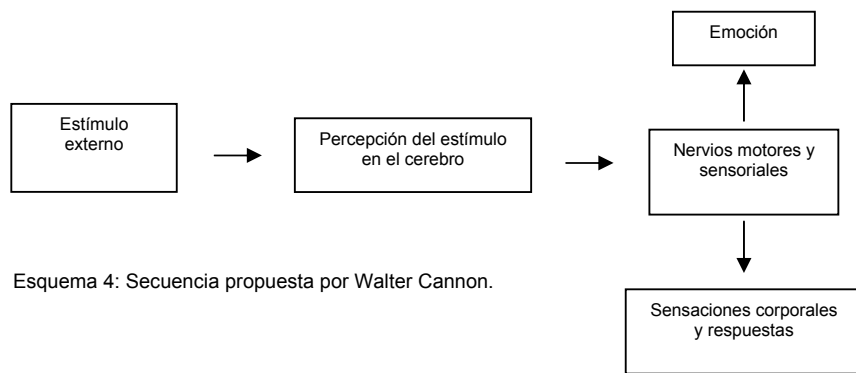 Emoción
Estímulo
externo
Percepción del estímulo
en el cerebro
Nervios motores y
sensoriales
Esquema 4: Secuencia propuesta por Walter Cannon.
Sensaciones corporales
y respuestas